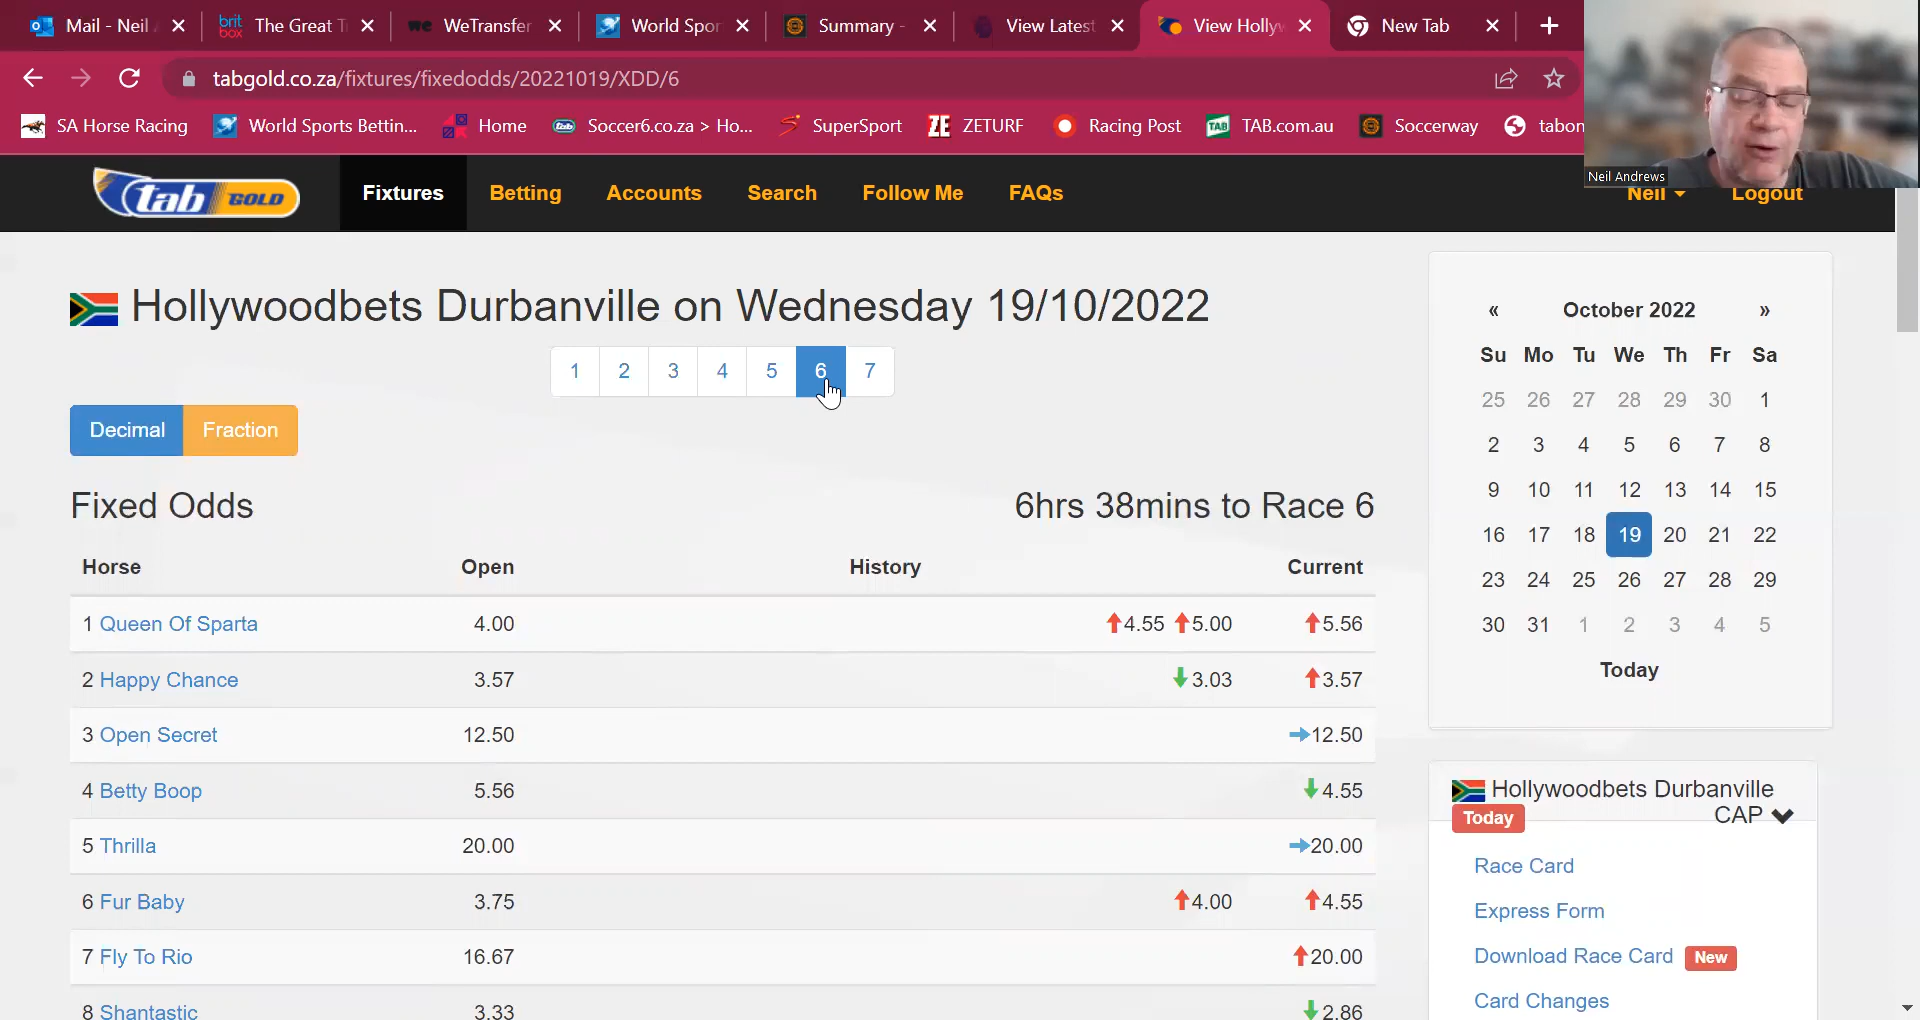 Mail - Neil A
brit box The Great T
we WeTransfer
World Spor
Summary -
View Latest
View Hollyw
New Tab
tabgold.co.za/fixtures/fixedodds/20221019/XDD/6
SA Horse Racing
World Sports Bettin...
Home
Soccer6.co.za > Ho...
SuperSport
ZE ZETURF
Racing Post
TAB TAB.com.au
Soccerway
tabon
Neil Andrews
tab GOLD
Fixtures Betting Accounts Search Follow Me FAQs Neil Logout
Hollywoodbets Durbanville on Wednesday 19/10/2022
1 2 3 4 5 6 7
Decimal Fraction
Fixed Odds 6hrs 38mins to Race 6
Horse Open History Current
1 Queen Of Sparta 4.00 4.55 5.00 5.56
2 Happy Chance 3.57 3.03 3.57
3 Open Secret 12.50 12.50
4 Betty Boop 5.56 4.55
5 Thrilla 20.00 20.00
6 Fur Baby 3.75 4.00 4.55
7 Fly To Rio 16.67 20.00
8 Shantastic 3.33 2.86
« October 2022 »
Su Mo Tu We Th Fr Sa
25 26 27 28 29 30 1
2 3 4 5 6 7 8
9 10 11 12 13 14 15
16 17 18 19 20 21 22
23 24 25 26 27 28 29
30 31 1 2 3 4 5
Today
Hollywoodbets Durbanville
Today CAP
Race Card
Express Form
Download Race Card New
Card Changes